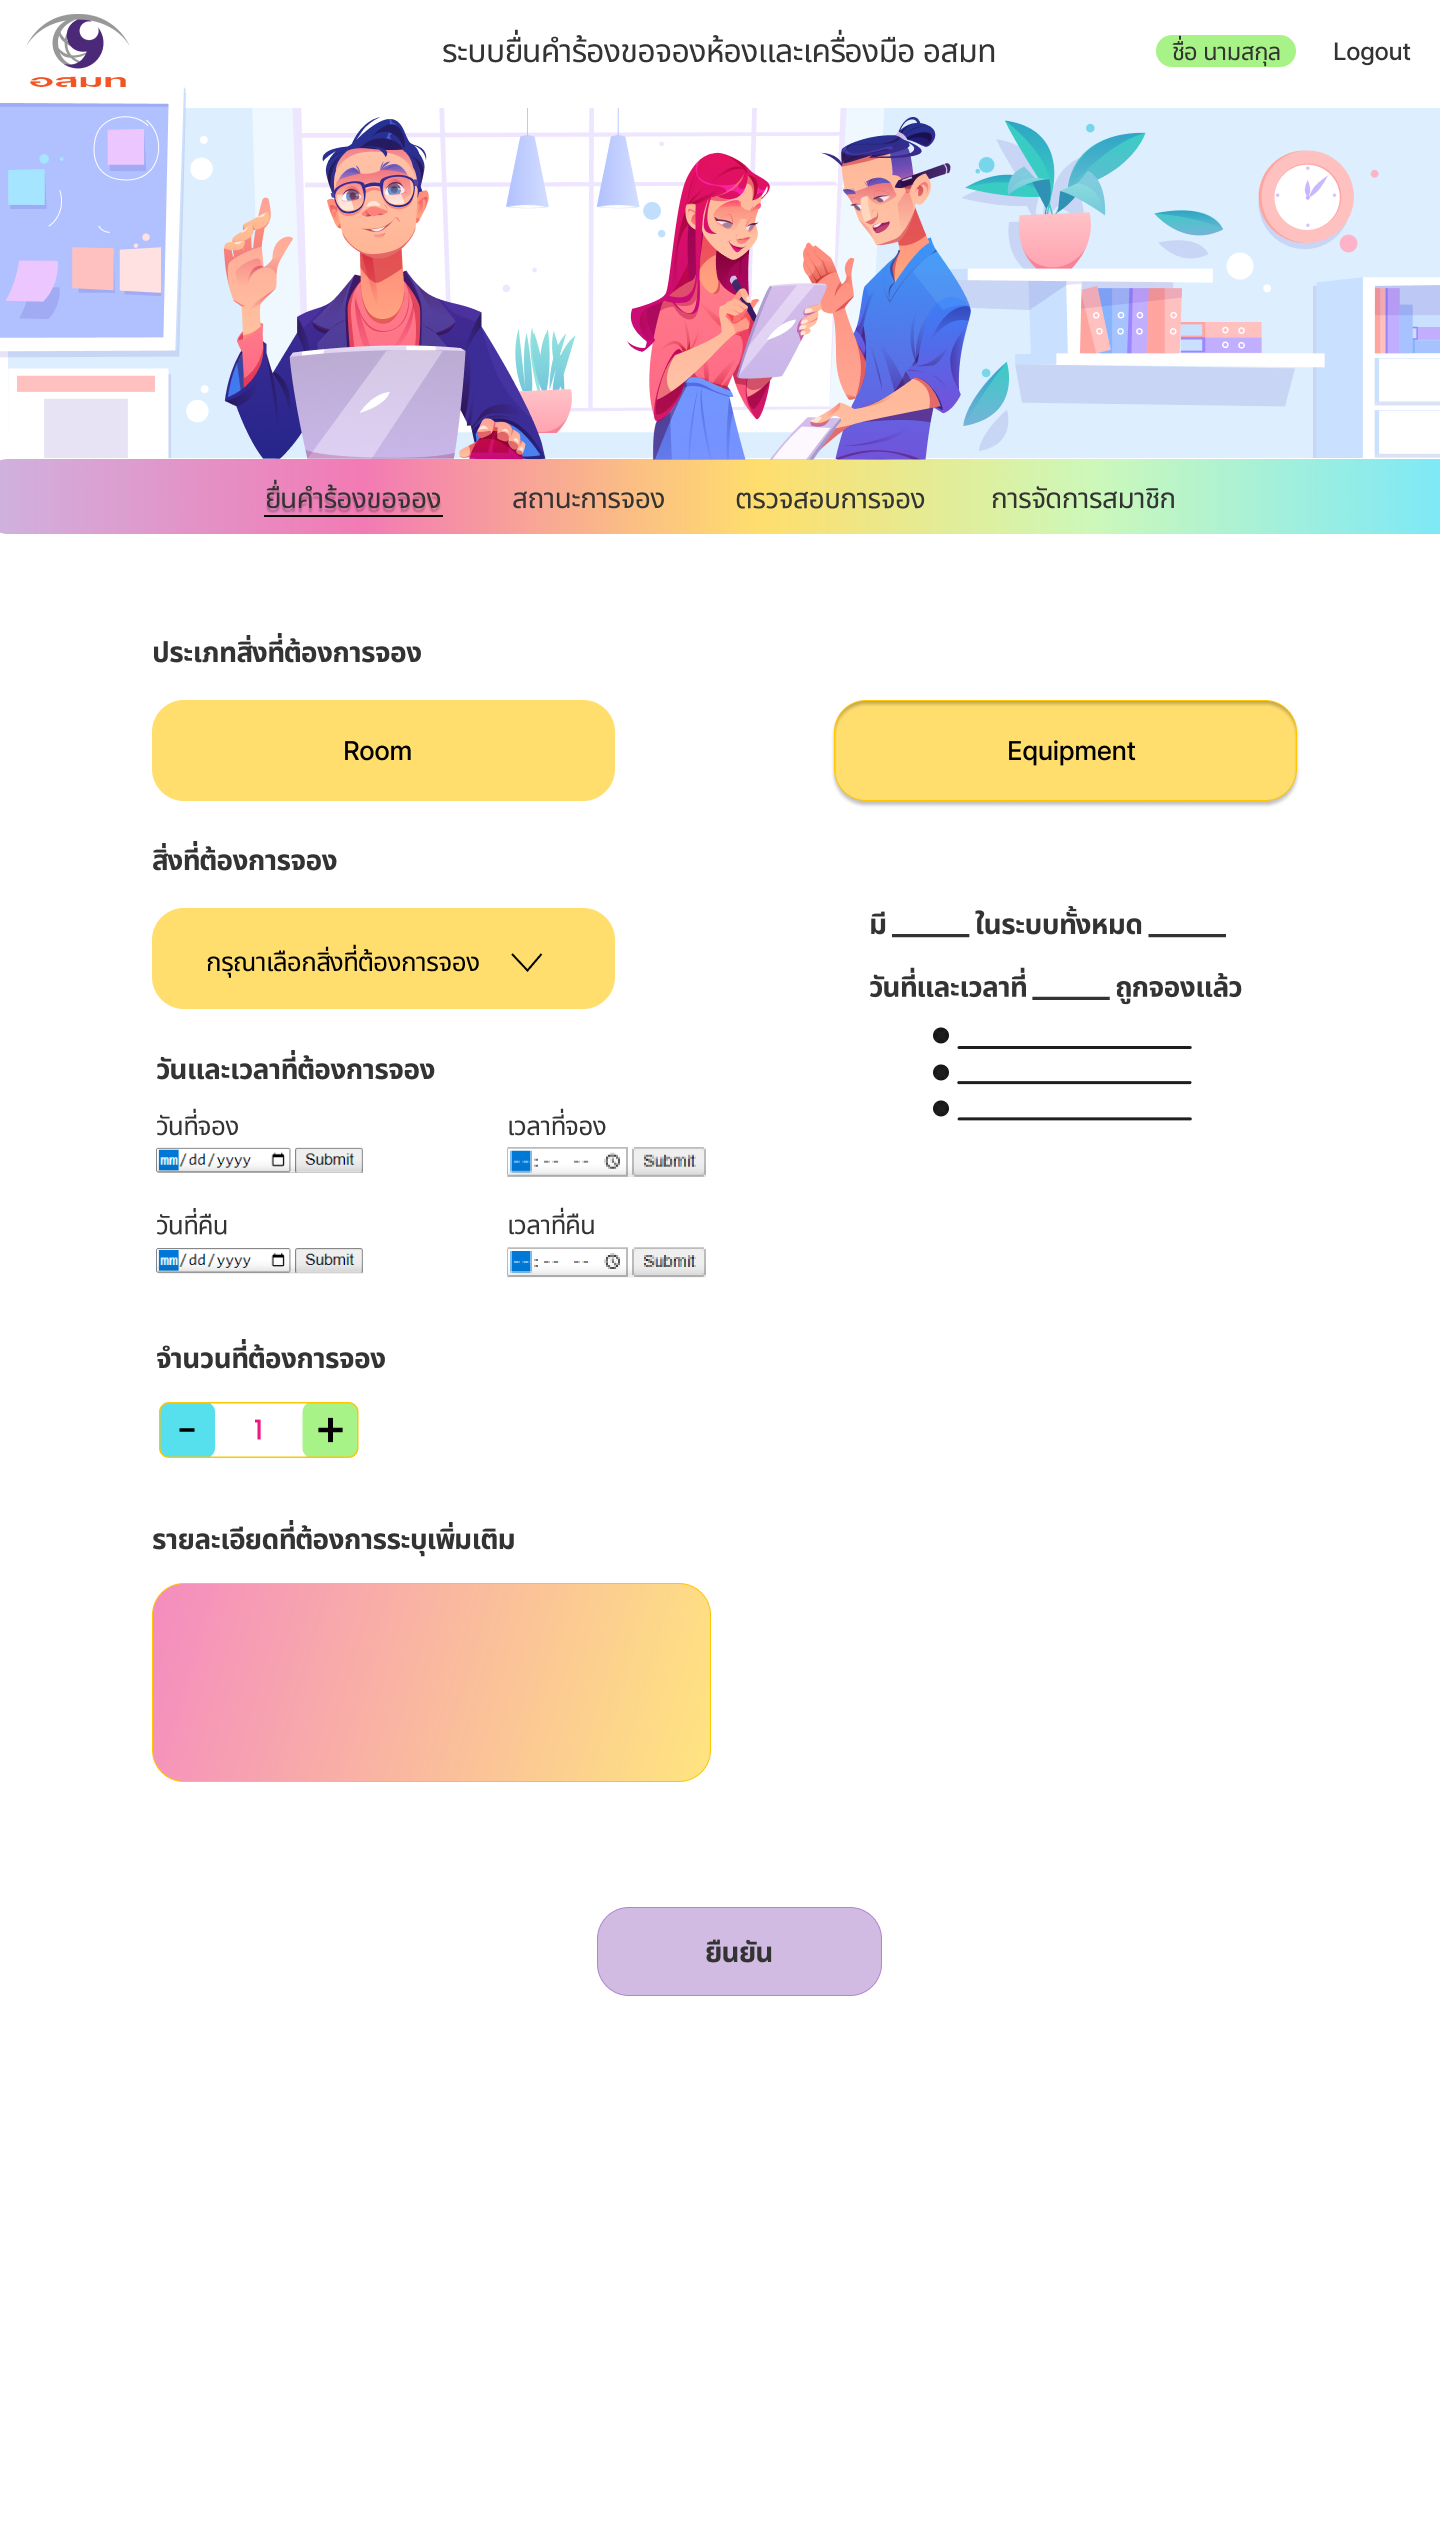 อสมท
ระบบยื่นคำร้องขอจองห้องและเครื่องมือ อสมท
ชื่อ นามสกุล
Logout
ยื่นคำร้องขอจอง
สถานะการจอง
ตรวจสอบการจอง
การจัดการสมาชิก
ประเภทสิ่งที่ต้องการจอง
Room
Equipment
สิ่งที่ต้องการจอง
กรุณาเลือกสิ่งที่ต้องการจอง
มี ______ ในระบบทั้งหมด ______
วันที่และเวลาที่ ______ ถูกจองแล้ว
วันและเวลาที่ต้องการจอง
วันที่จอง
เวลาที่จอง
mm/dd/yyyy Submit
--:-- -- Submit
วันที่คืน
เวลาที่คืน
mm/dd/yyyy Submit
--:-- -- Submit
จำนวนที่ต้องการจอง
- 1 +
รายละเอียดที่ต้องการระบุเพิ่มเติม
ยืนยัน